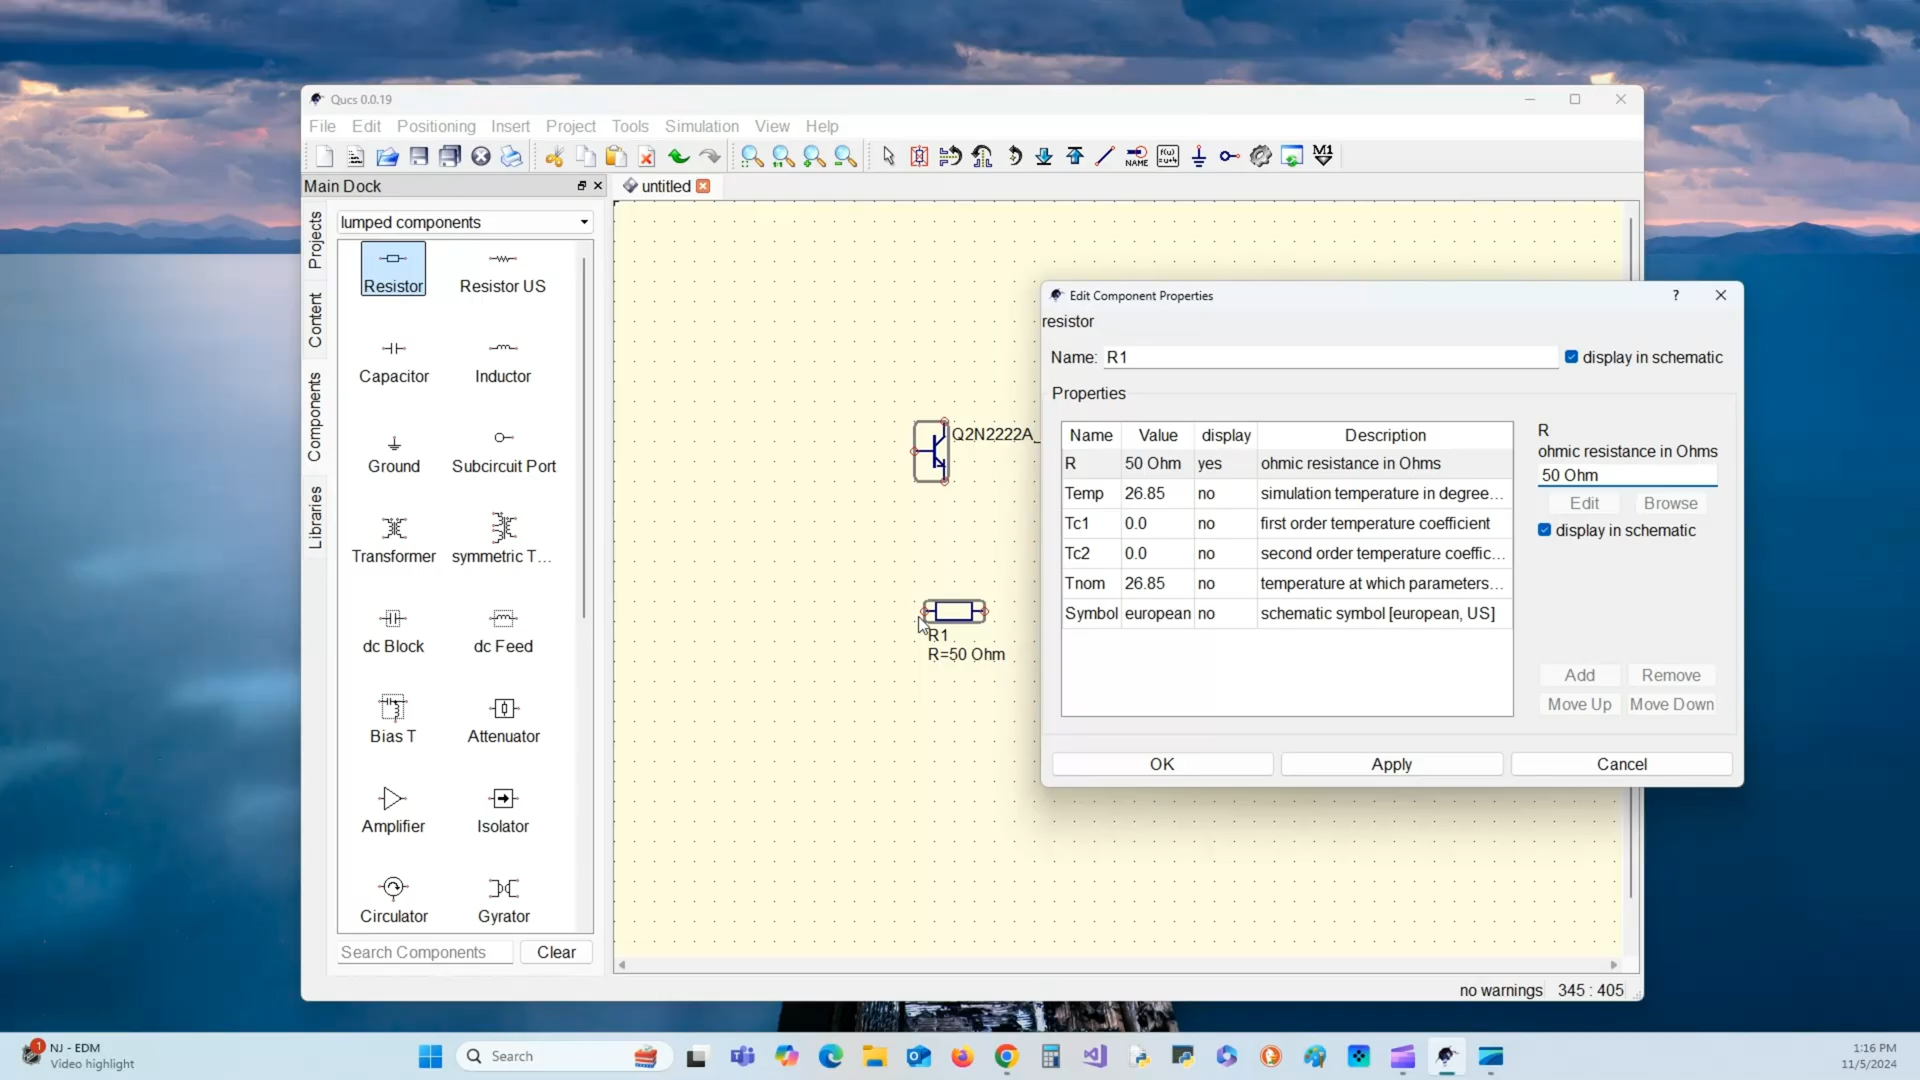 Qucs 0.0.19
File Edit Positioning Insert Project Tools Simulation View Help
NAME
f(ω)
M1
Main Dock
untitled
Projects
Content
Components
Libraries
lumped components
Resistor
Resistor US
Capacitor
Inductor
Ground
Subcircuit Port
Transformer
symmetric T...
dc Block
dc Feed
Bias T
Attenuator
Amplifier
Isolator
Circulator
Gyrator
Search Components
Clear
Q2N2222A_
R1
R=50 Ohm
Edit Component Properties
?
resistor
Name: R1
display in schematic
Properties
Name Value display Description
R 50 Ohm yes ohmic resistance in Ohms
Temp 26.85 no simulation temperature in degree...
Tc1 0.0 no first order temperature coefficient
Tc2 0.0 no second order temperature coeffic...
Tnom 26.85 no temperature at which parameters...
Symbol european no schematic symbol [european, US]
R
ohmic resistance in Ohms
50 Ohm
Edit Browse
display in schematic
Add Remove
Move Up Move Down
OK Apply Cancel
no warnings 345 : 405
1
NJ - EDM
Video highlight
Search
1:16 PM
11/5/2024